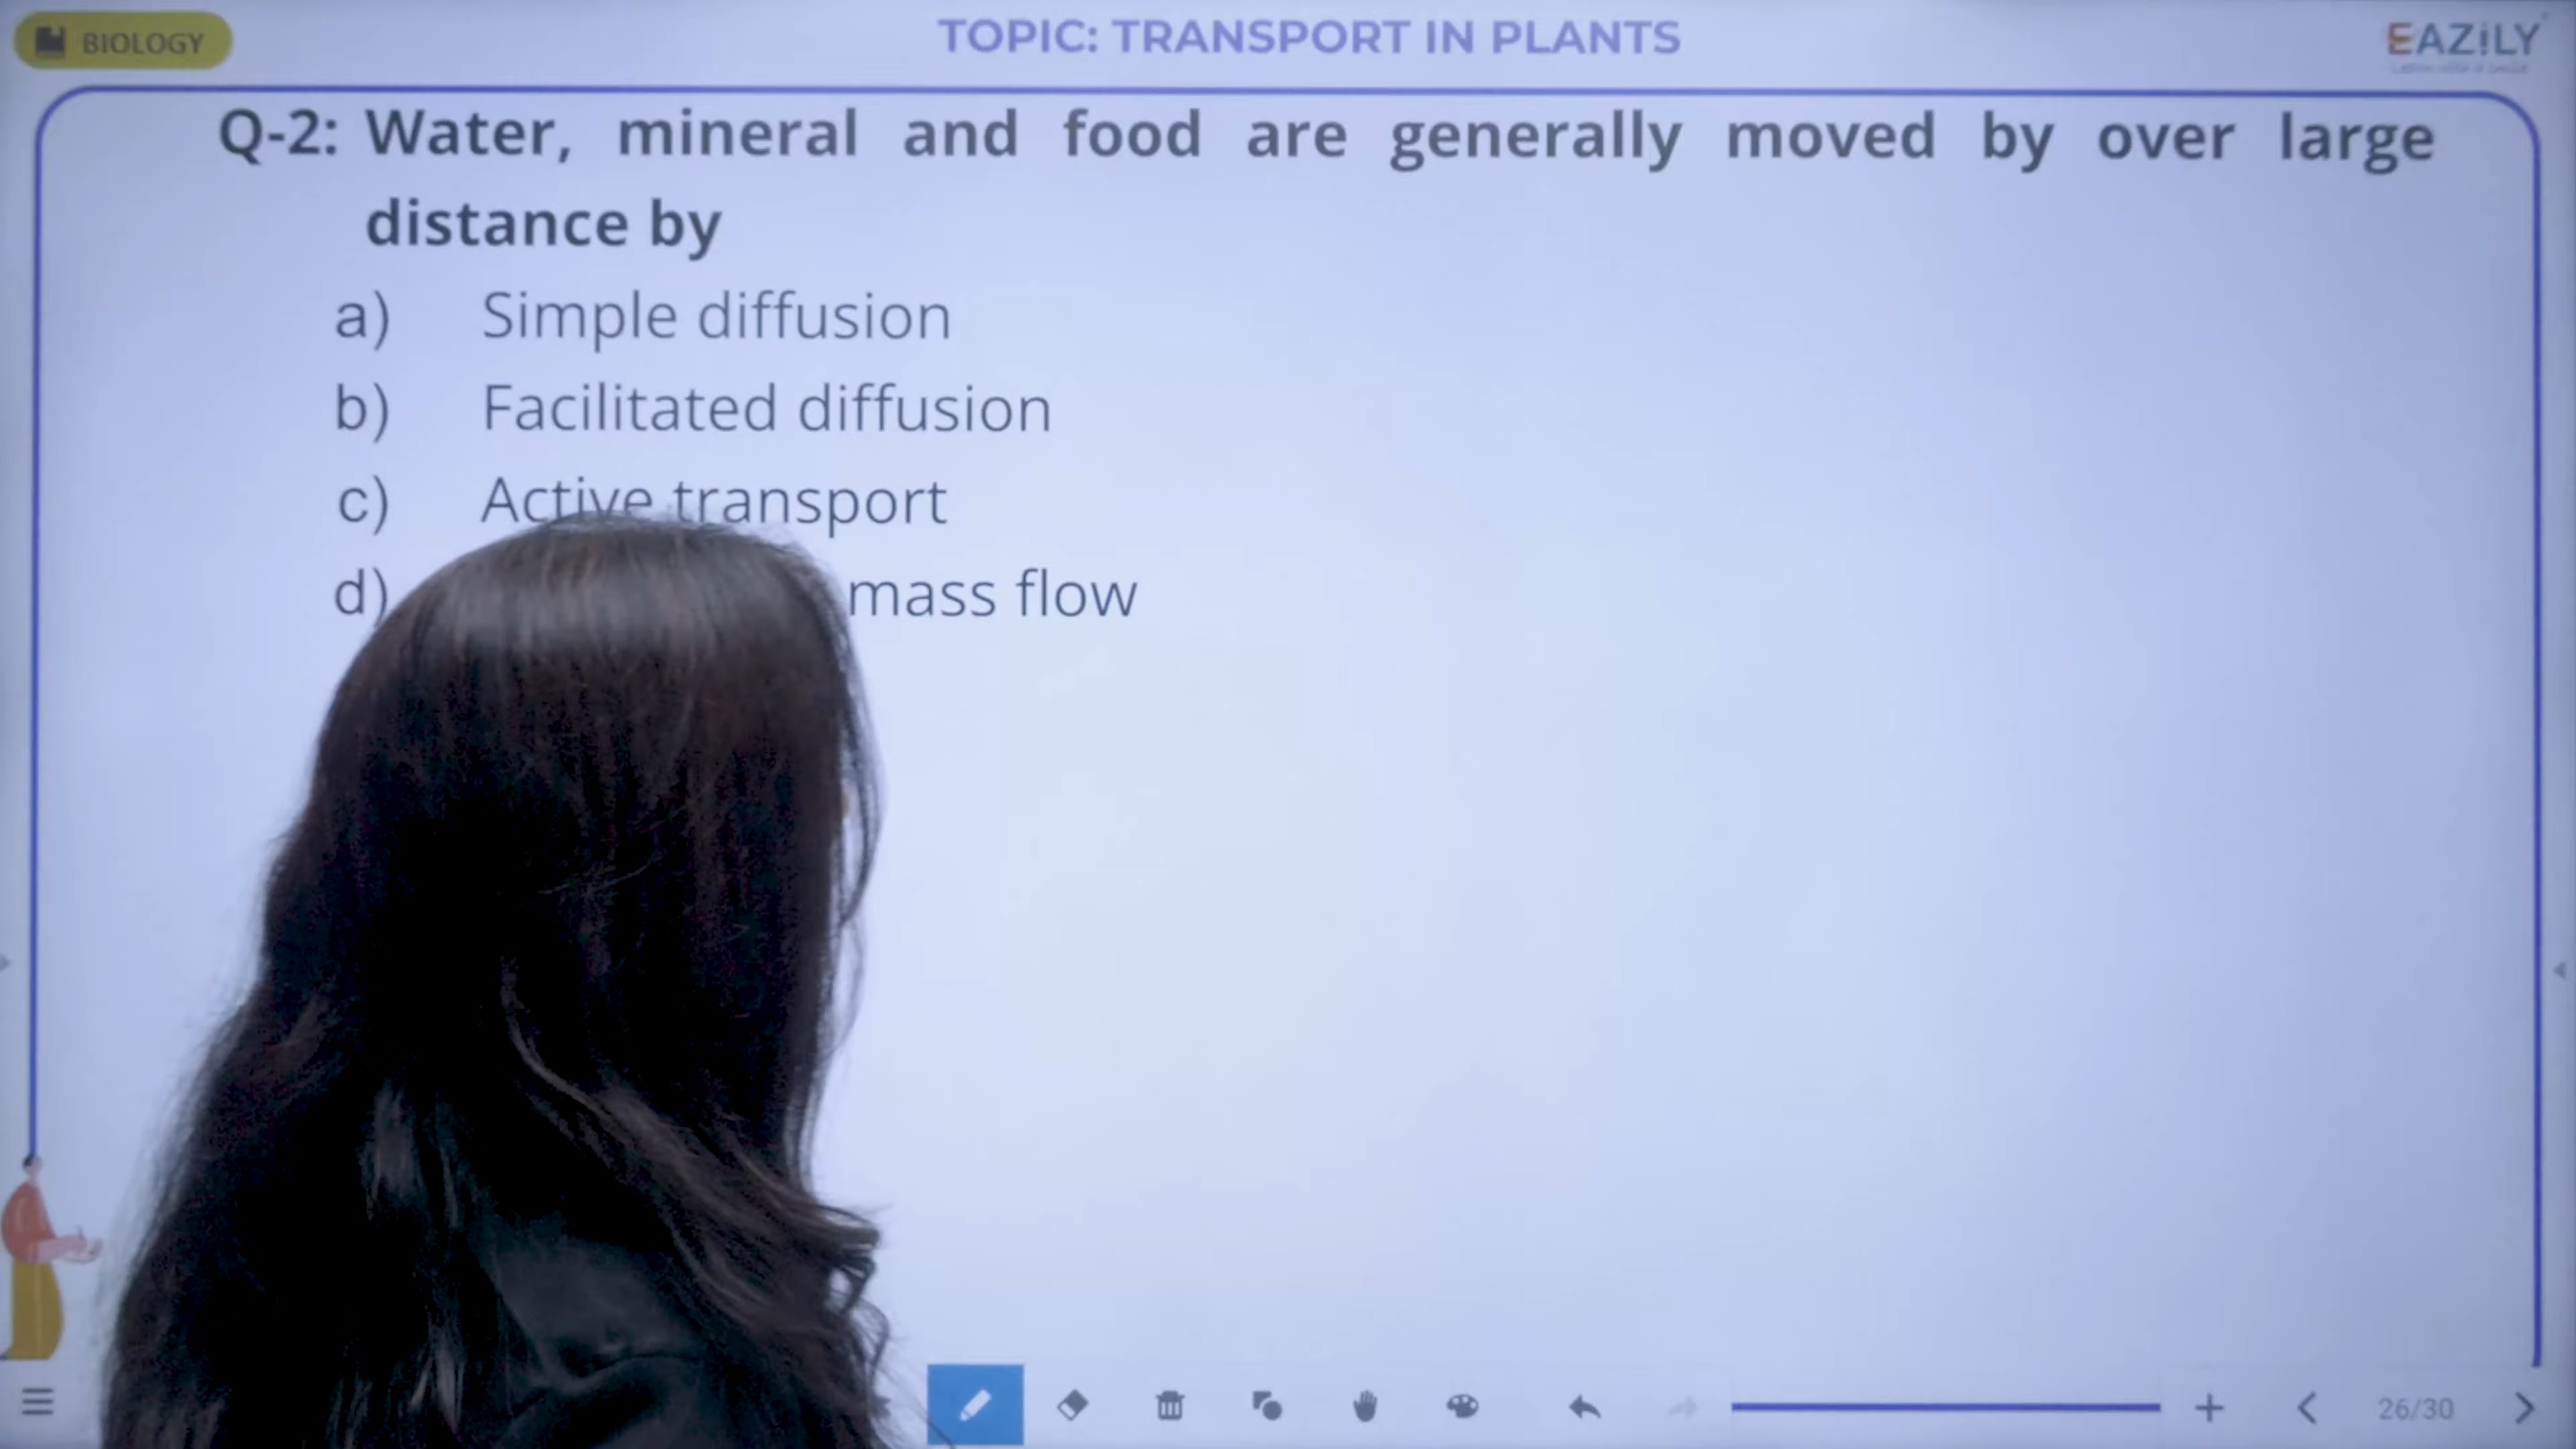 BIOLOGY
TOPIC: TRANSPORT IN PLANTS
EAZiLY
Q-2: Water, mineral and food are generally moved by over large
distance by
a) Simple diffusion
b) Facilitated diffusion
c) Active transport
d) mass flow
26/30